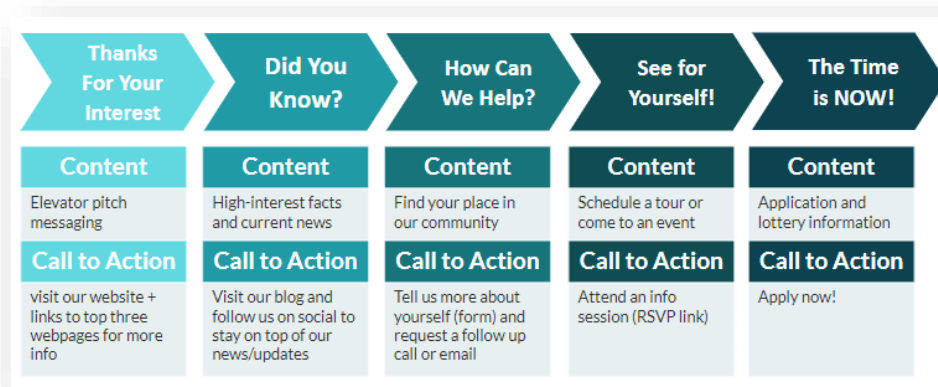 Thanks
For Your
Interest
Did You
Know?
How Can
We Help?
See for
Yourself!
The Time
is NOW!
Content
Elevator pitch
messaging
Call to Action
visit our website +
links to top three
webpages for more
info
Content
High-interest facts
and current news
Call to Action
Visit our blog and
follow us on social to
stay on top of our
news/updates
Content
Find your place in
our community
Call to Action
Tell us more about
yourself (form) and
request a follow up
call or email
Content
Schedule a tour or
come to an event
Call to Action
Attend an info
session (RSVP link)
Content
Application and
lottery information
Call to Action
Apply now!